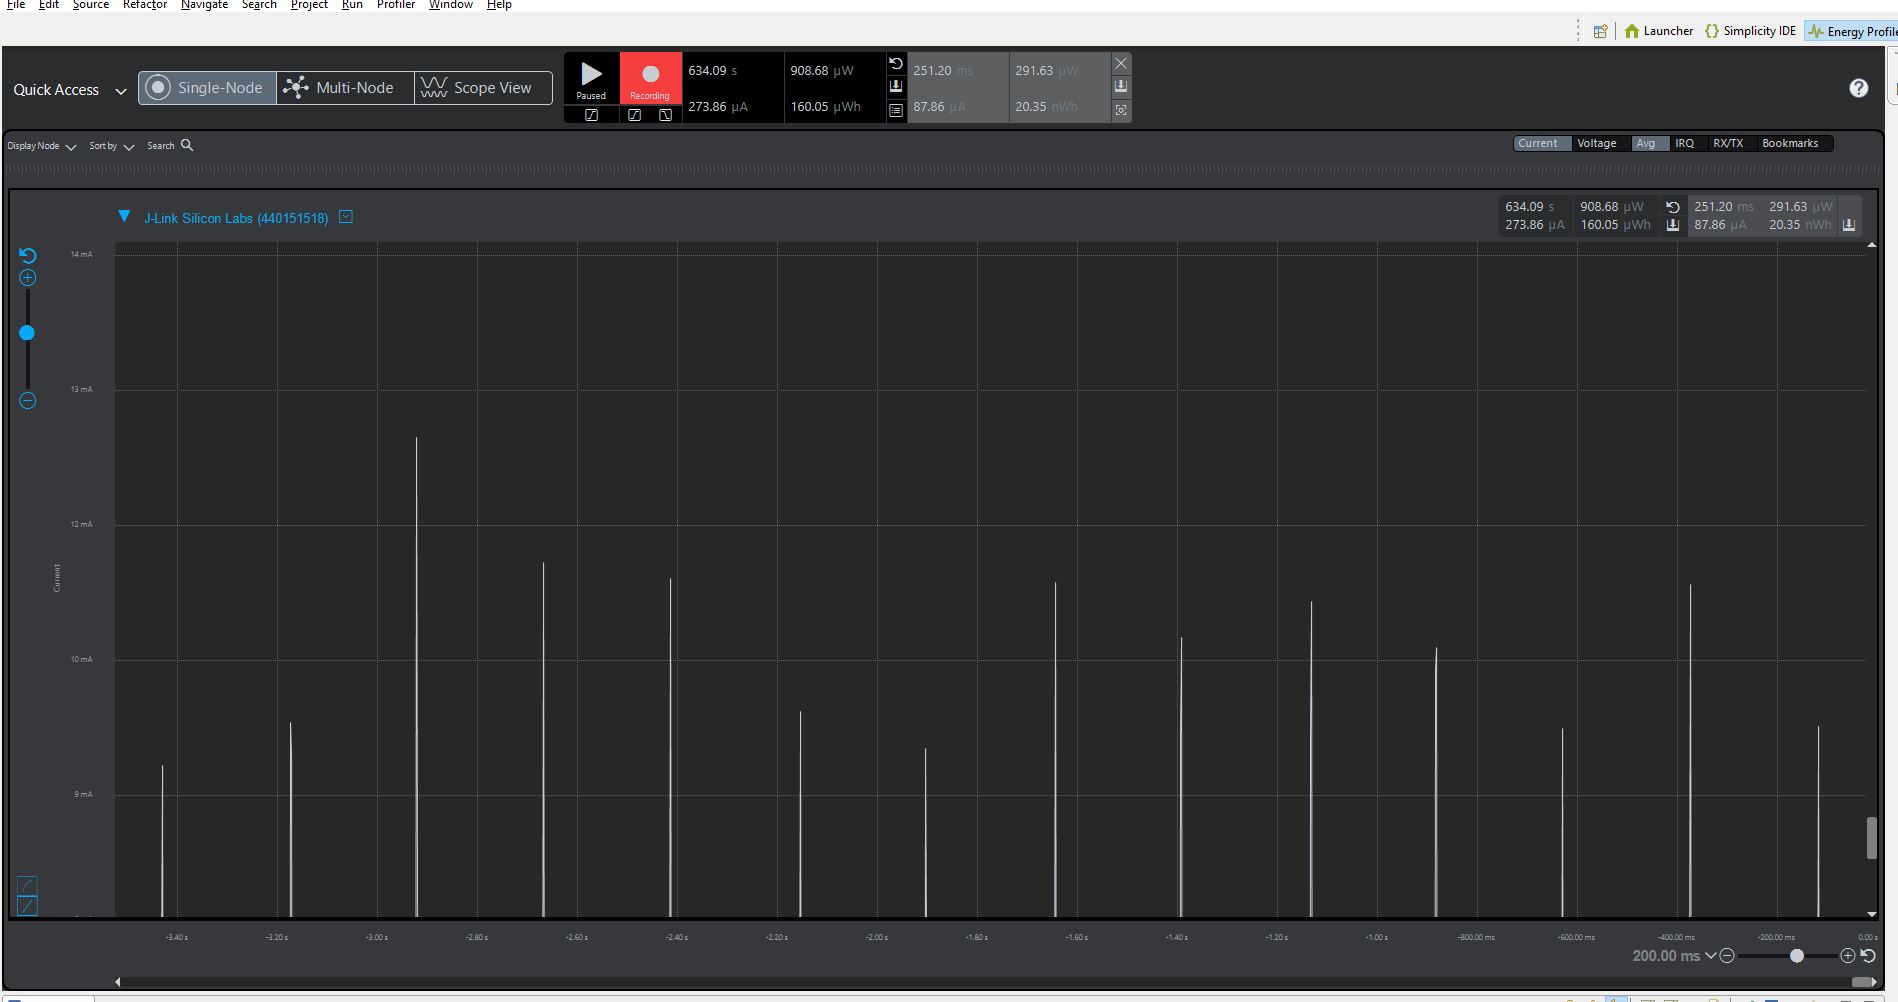 File Edit Source Refactor Navigate Search Project Run Profiler Window Help
Launcher {} Simplicity IDE Energy Profile
Quick Access Single-Node Multi-Node Scope View
Paused Recording
634.09 s 908.68 µW 251.20 ms 291.63 µW
273.86 µA 160.05 µWh 87.86 µA 20.35 nWh
Display Node Sort by Search Current Voltage Avg IRQ RX/TX Bookmarks
J-Link Silicon Labs (440151518)
634.09 s 908.68 µW 251.20 ms 291.63 µW
273.86 µA 160.05 µWh 87.86 µA 20.35 nWh
14 mA
13 mA
12 mA
Current
10 mA
9 mA
-3.40 s -3.20 s -3.00 s -2.80 s -2.60 s -2.40 s -2.20 s -2.00 s -1.80 s -1.60 s -1.40 s -1.20 s -1.00 s -800.00 ms -600.00 ms -400.00 ms -200.00 ms 0.00 s
200.00 ms